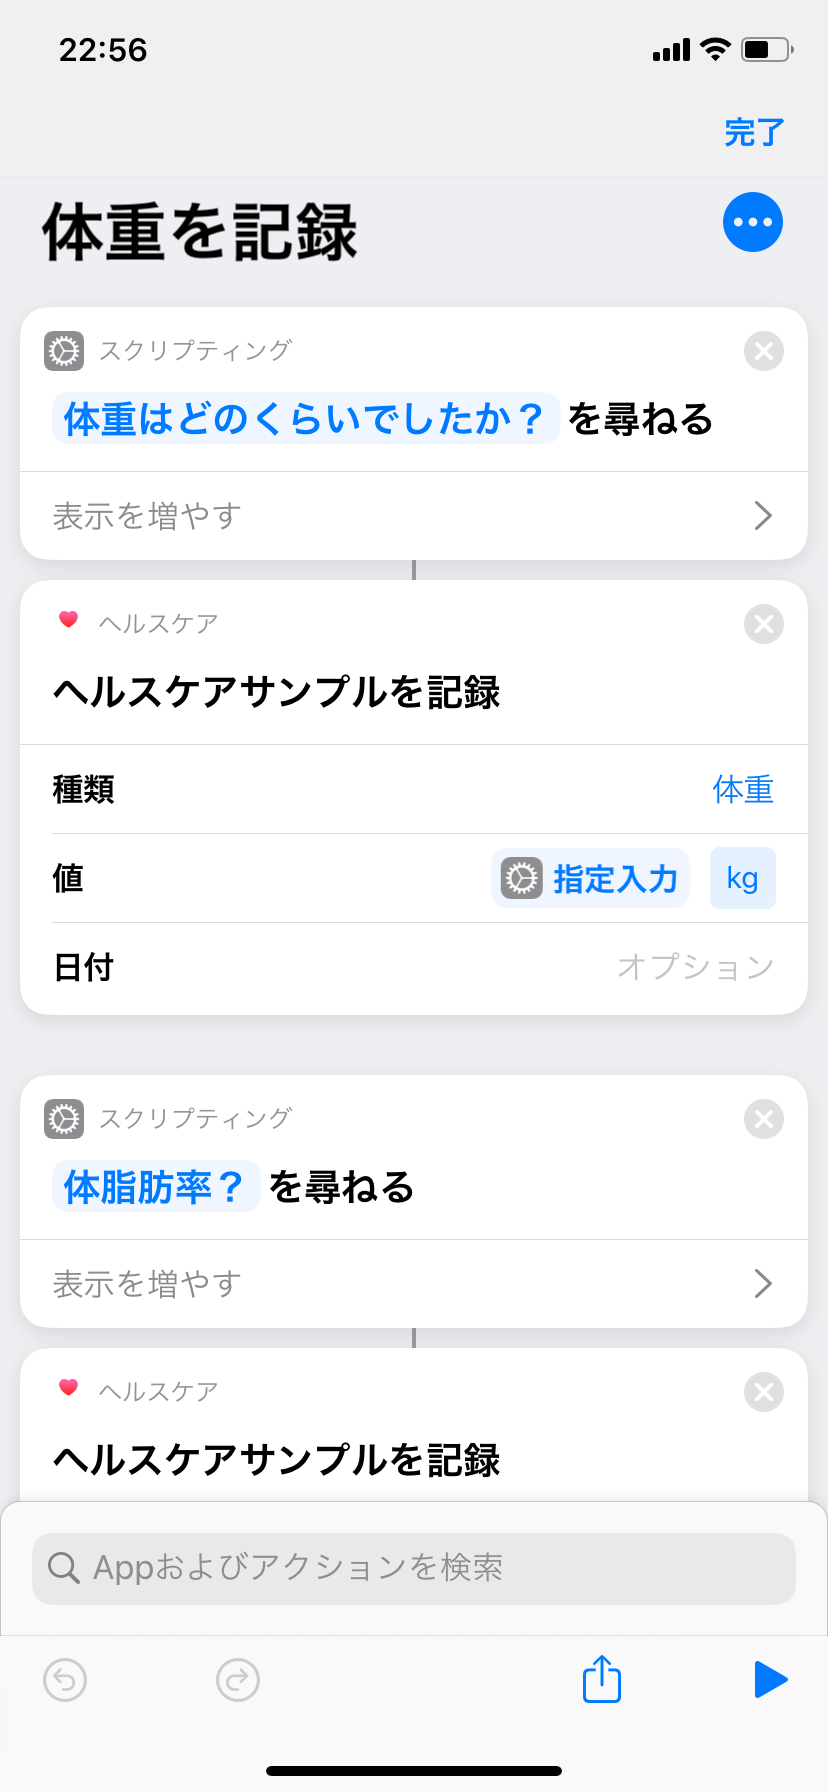 22:56
完了
体重を記録
スクリプティング
体重はどのくらいでしたか？ を尋ねる
表示を増やす
ヘルスケア
ヘルスケアサンプルを記録
種類 体重
値 指定入力 kg
日付 オプション
スクリプティング
体脂肪率？ を尋ねる
表示を増やす
ヘルスケア
ヘルスケアサンプルを記録
Appおよびアクションを検索